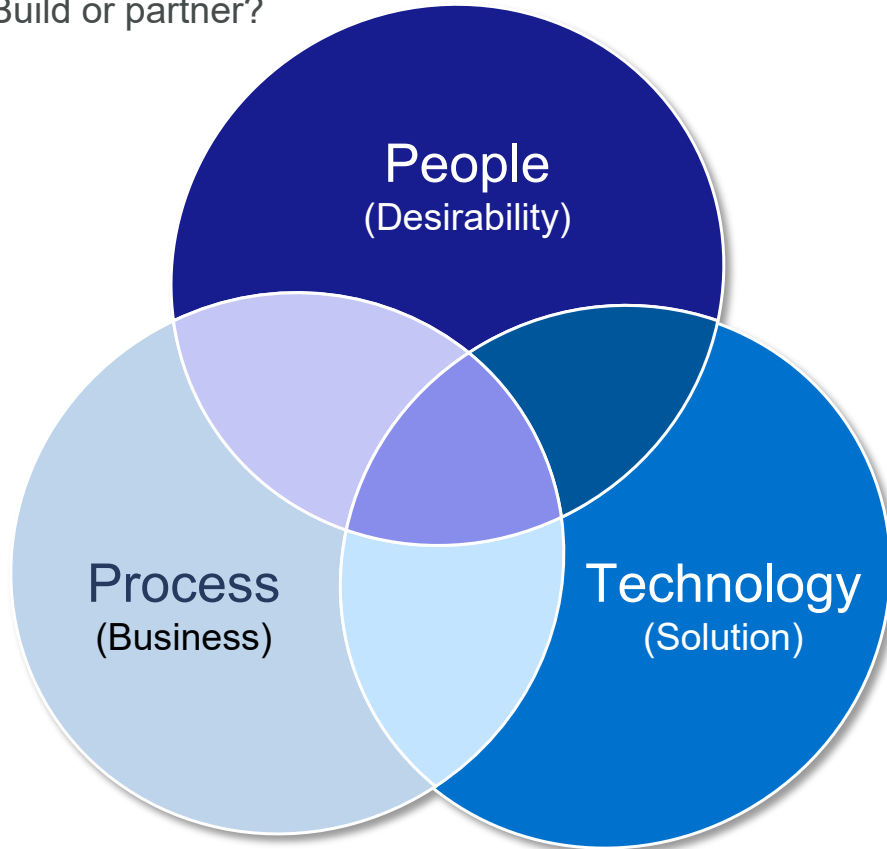 Build or partner?
People
(Desirability)
Process
(Business)
Technology
(Solution)